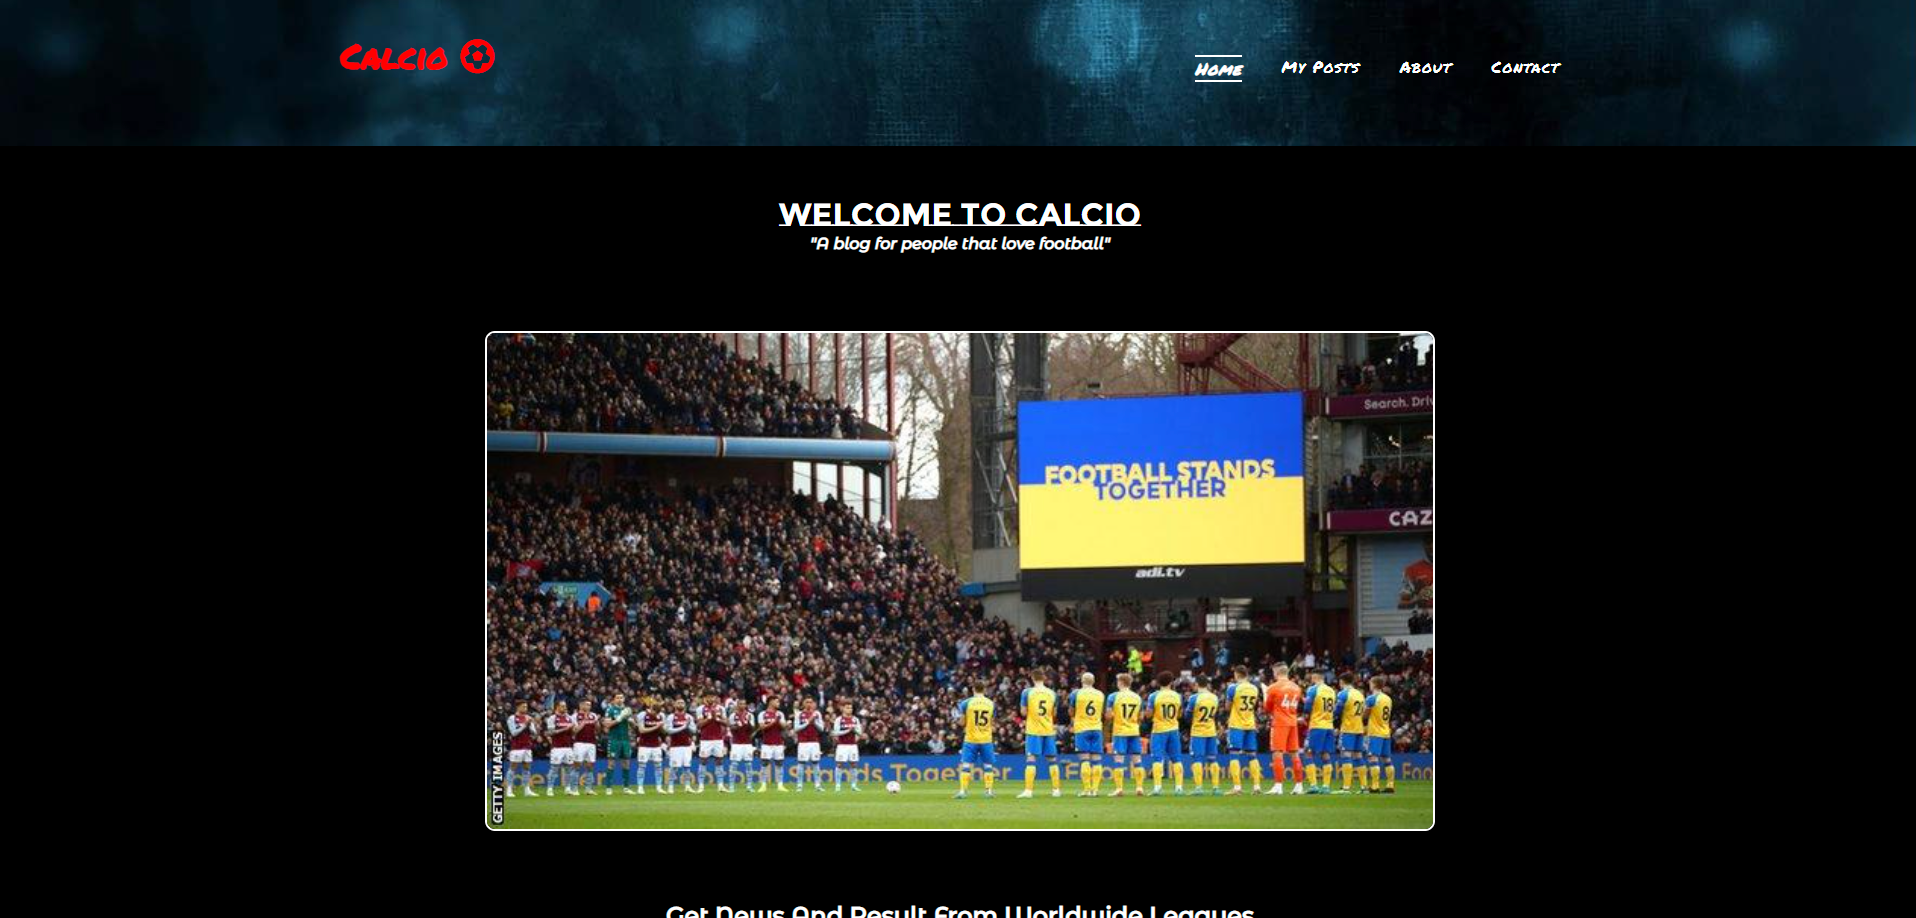 Calcio
Home
My Posts
About
Contact
WELCOME TO CALCIO
"A blog for people that love football"
Search. Driv
FOOTBALL STANDS
TOGETHER
CAZ
adi.tv
15 5 6 17 10 24 35 44 18 8
Football Stands Together
GETTY IMAGES
Get News And Result From Worldwide Leagues